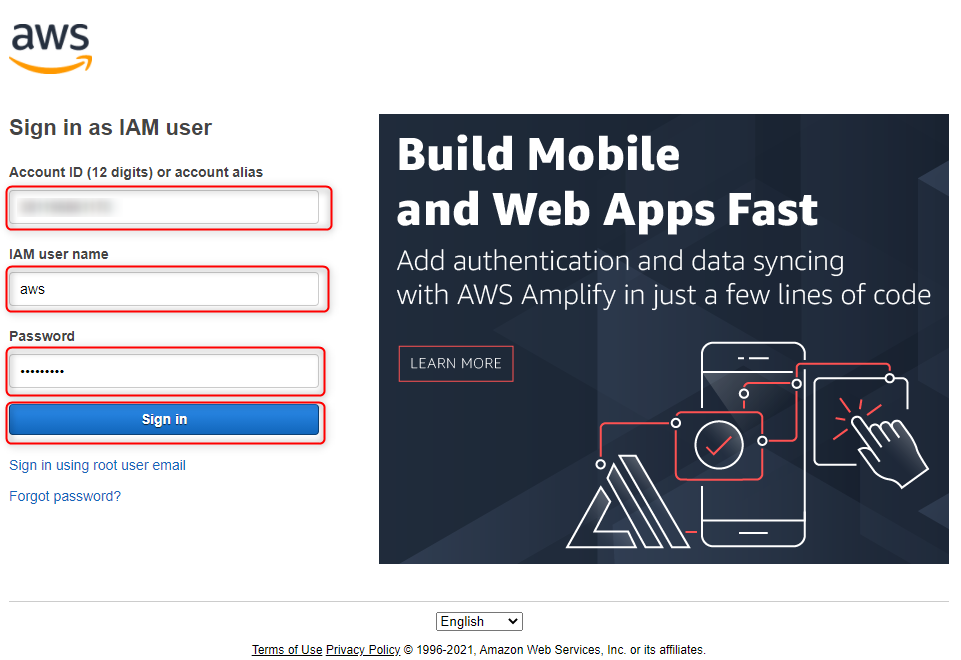 aws
Sign in as IAM user
Account ID (12 digits) or account alias
IAM user name
aws
Password
•••••••••
Sign in
Sign in using root user email
Forgot password?
Build Mobile
and Web Apps Fast
Add authentication and data syncing
with AWS Amplify in just a few lines of code
LEARN MORE
English
Terms of Use Privacy Policy © 1996-2021, Amazon Web Services, Inc. or its affiliates.